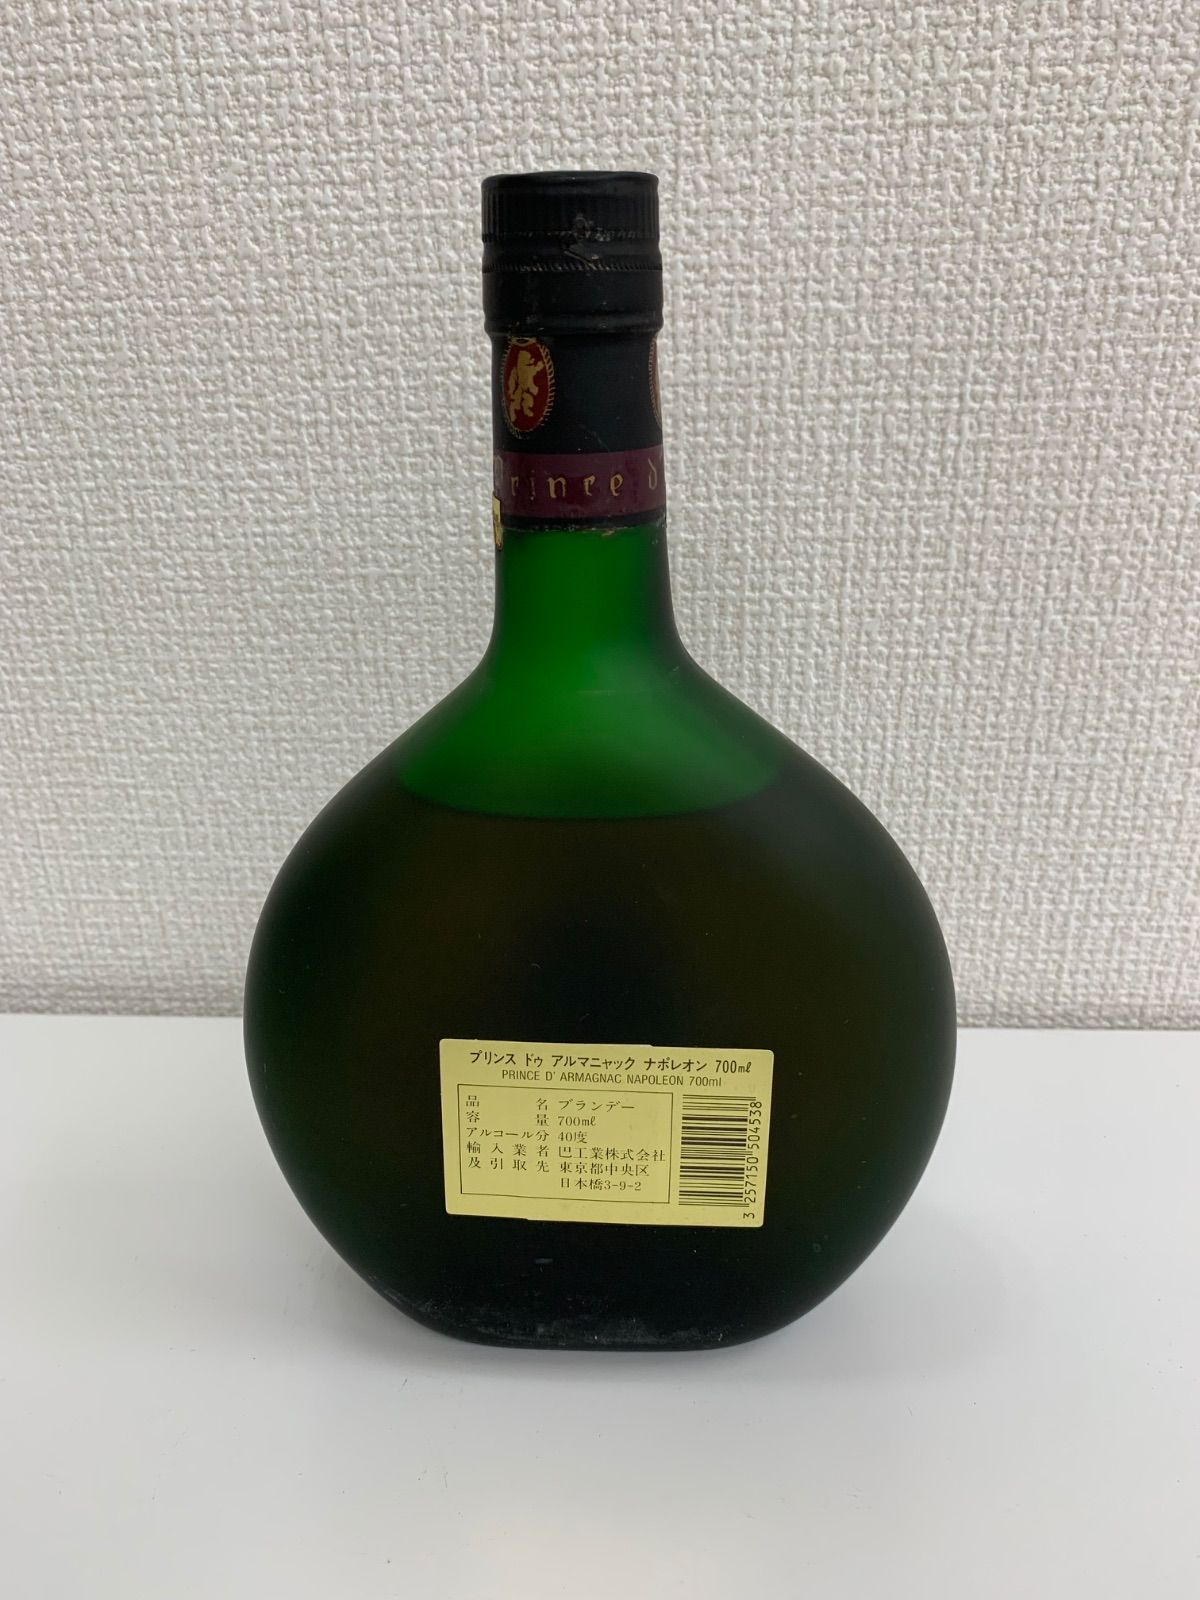 Prince d'
プリンス ドゥ アルマニャック ナポレオン 700㎖
PRINCE D' ARMAGNAC NAPOLEON 700ml
品名 ブランデー
容量 700㎖
アルコール分 40度
輸入業者 巴工業株式会社
及引取先 東京都中央区
日本橋3-9-2
3 257150 504538